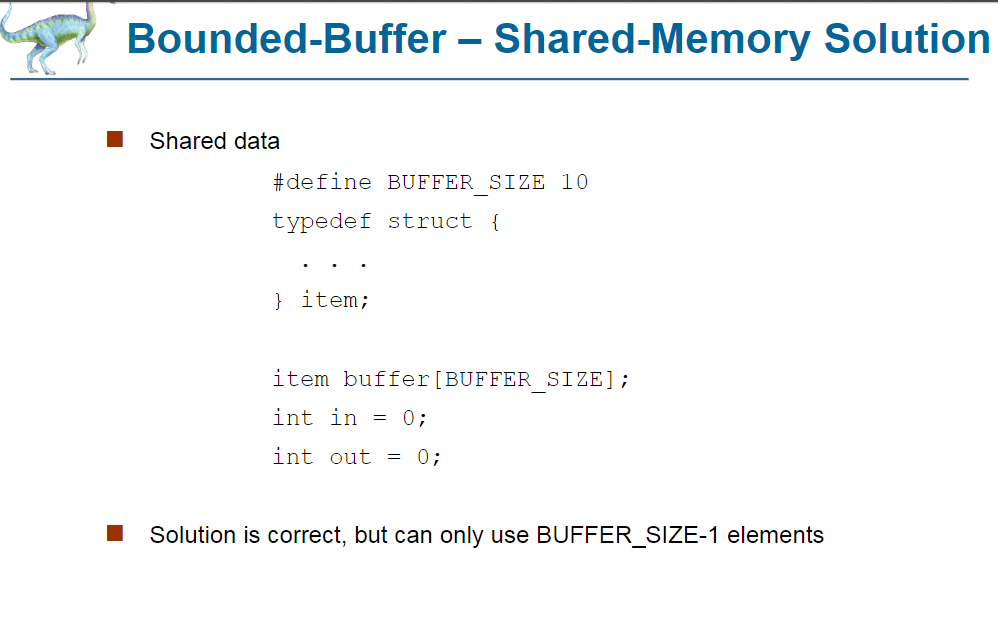 Bounded-Buffer – Shared-Memory Solution
Shared data
#define BUFFER_SIZE 10
typedef struct {
. . .
} item;
item buffer[BUFFER_SIZE];
int in = 0;
int out = 0;
Solution is correct, but can only use BUFFER_SIZE-1 elements